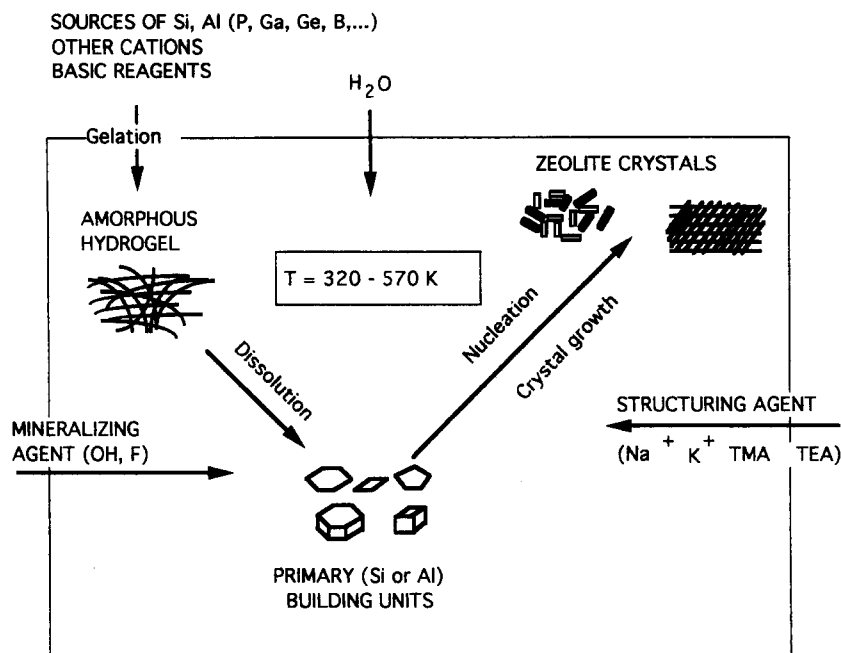 SOURCES OF Si, Al (P, Ga, Ge, B,...)
OTHER CATIONS
BASIC REAGENTS
H₂O
Gelation
ZEOLITE CRYSTALS
AMORPHOUS
HYDROGEL
T = 320 - 570 K
Nucleation
Crystal growth
Dissolution
STRUCTURING AGENT
(Na⁺ K⁺ TMA TEA)
MINERALIZING
AGENT (OH, F)
PRIMARY (Si or Al)
BUILDING UNITS